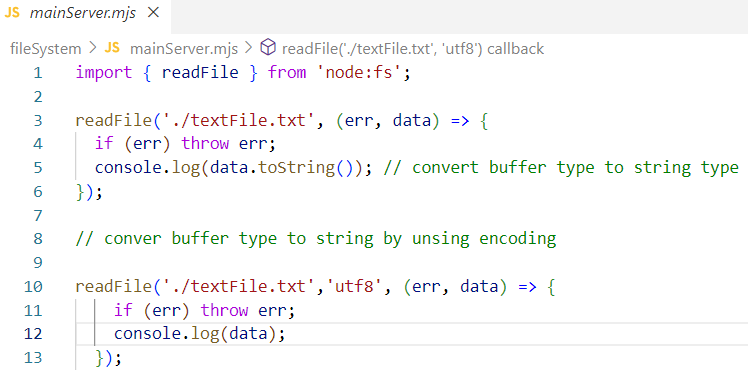 JS mainServer.mjs ×
fileSystem > JS mainServer.mjs > readFile('./textFile.txt', 'utf8') callback
1 import { readFile } from 'node:fs';
2
3 readFile('./textFile.txt', (err, data) => {
4 if (err) throw err;
5 console.log(data.toString()); // convert buffer type to string type
6 });
7
8 // conver buffer type to string by unsing encoding
9
10 readFile('./textFile.txt','utf8', (err, data) => {
11 if (err) throw err;
12 console.log(data);
13 });